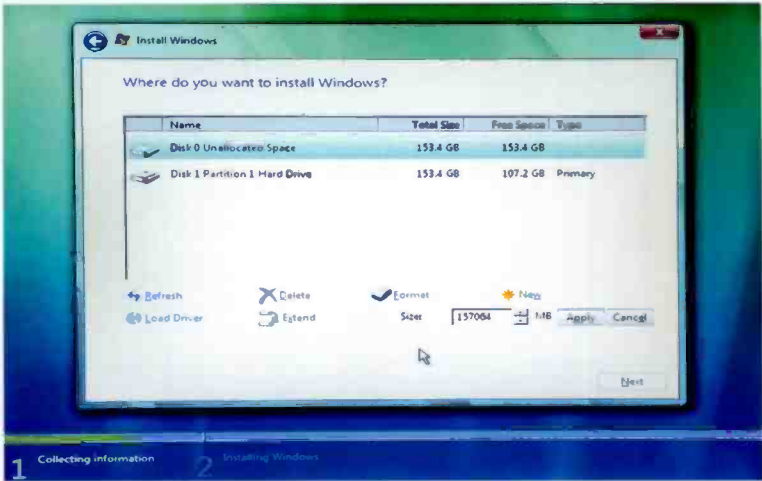 Install Windows
Where do you want to install Windows?
Name Total Size Free Space Type
Disk 0 Unallocated Space 153.4 GB 153.4 GB
Disk 1 Partition 1 Hard Drive 153.4 GB 107.2 GB Primary
Refresh Delete Format New
Load Driver Extend Size: 157064 MB Apply Cancel
Next
1 Collecting information 2 Installing Windows